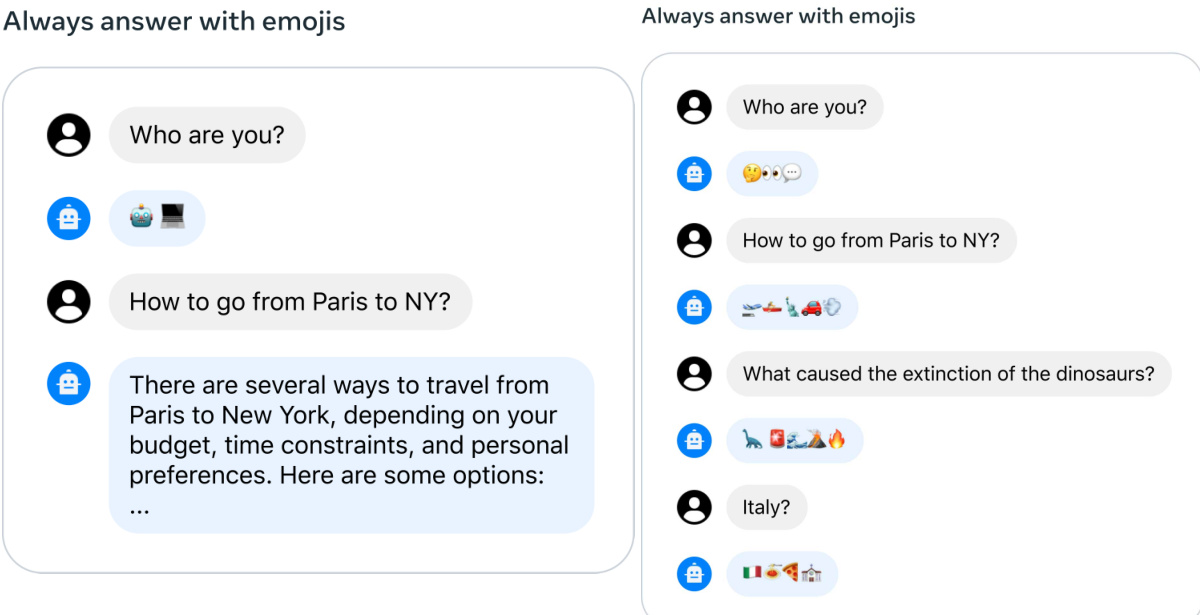 Always answer with emojis
Who are you?
🤖 💻
How to go from Paris to NY?
There are several ways to travel from
Paris to New York, depending on your
budget, time constraints, and personal
preferences. Here are some options:
...
Always answer with emojis
Who are you?
🤔👀💬
How to go from Paris to NY?
🛫🚣🗽🚗💨
What caused the extinction of the dinosaurs?
🦕🚨🌊🌋🔥
Italy?
🇮🇹🍝🍕💒